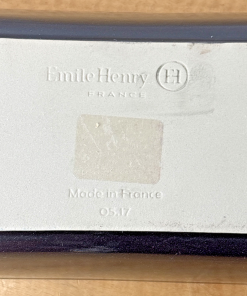 Emile Henry H
FRANCE
Made in France
05.17